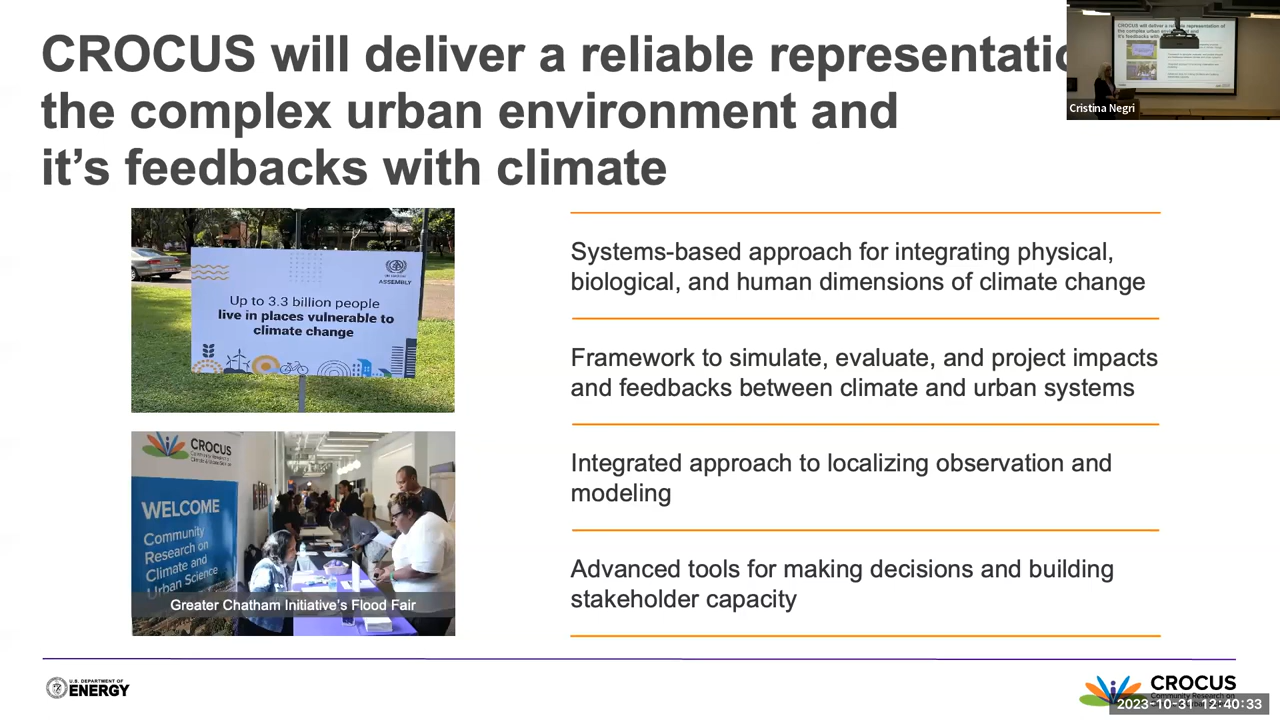 CROCUS will deliver a reliable representatio
the complex urban environment and
it's feedbacks with climate
Cristina Negri
Systems-based approach for integrating physical,
biological, and human dimensions of climate change
Framework to simulate, evaluate, and project impacts
and feedbacks between climate and urban systems
Integrated approach to localizing observation and
modeling
Advanced tools for making decisions and building
stakeholder capacity
ASSEMBLY
Up to 3.3 billion people
live in places vulnerable to
climate change
CROCUS
WELCOME
Community
Research on
Climate and
Urban Science
Greater Chatham Initiative's Flood Fair
U.S. DEPARTMENT OF
ENERGY
CROCUS
Community Research on
2023-10-31 12:40:33